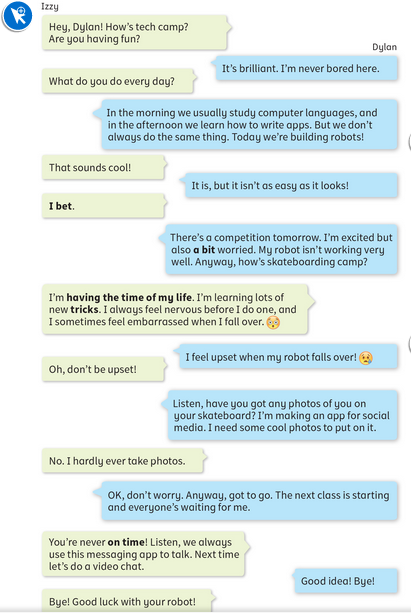 Izzy
Hey, Dylan! How's tech camp?
Are you having fun?
Dylan
It's brilliant. I'm never bored here.
What do you do every day?
In the morning we usually study computer languages, and
in the afternoon we learn how to write apps. But we don't
always do the same thing. Today we're building robots!
That sounds cool!
It is, but it isn't as easy as it looks!
I bet.
There's a competition tomorrow. I'm excited but
also a bit worried. My robot isn't working very
well. Anyway, how's skateboarding camp?
I'm having the time of my life. I'm learning lots of
new tricks. I always feel nervous before I do one, and
I sometimes feel embarrassed when I fall over.
I feel upset when my robot falls over!
Oh, don't be upset!
Listen, have you got any photos of you on
your skateboard? I'm making an app for social
media. I need some cool photos to put on it.
No. I hardly ever take photos.
OK, don't worry. Anyway, got to go. The next class is starting
and everyone's waiting for me.
You're never on time! Listen, we always
use this messaging app to talk. Next time
let's do a video chat.
Good idea! Bye!
Bye! Good luck with your robot!